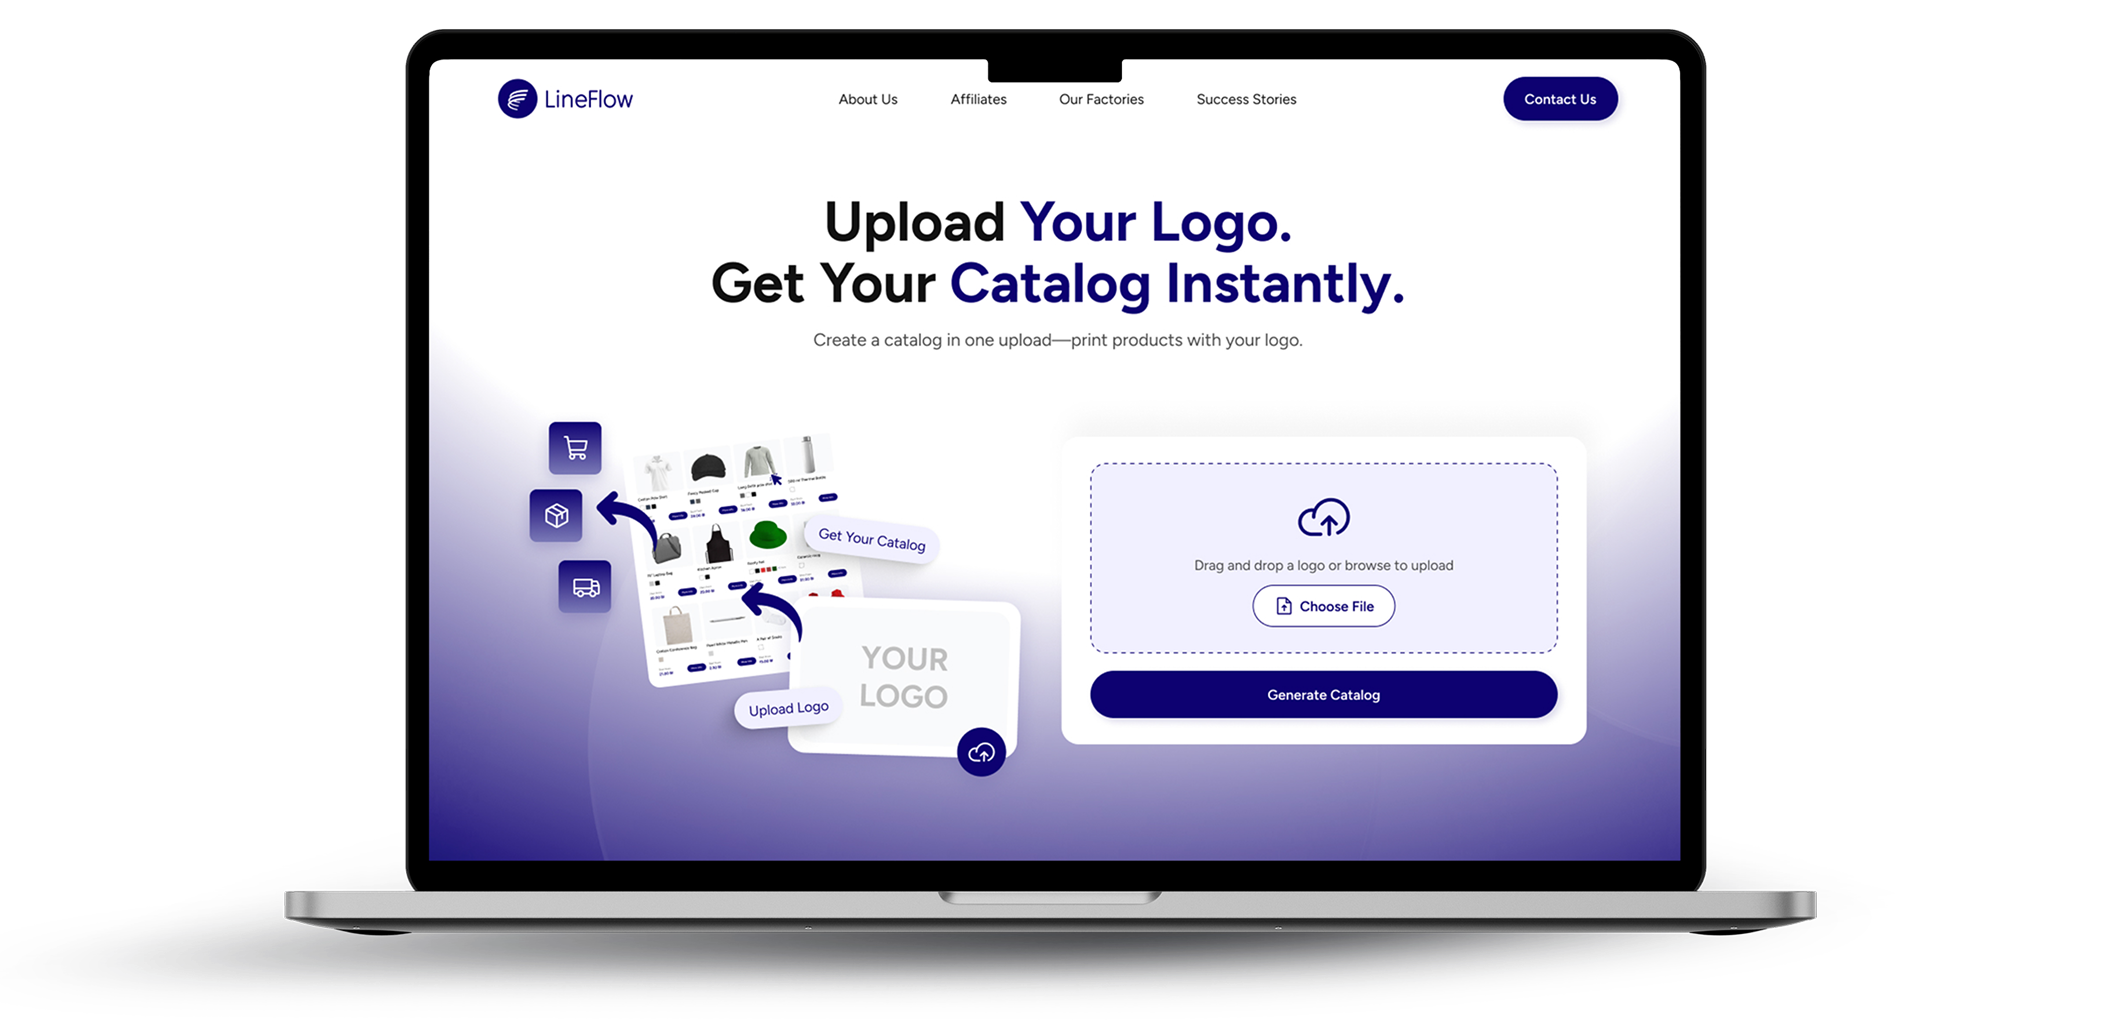 LineFlow
About Us
Affiliates
Our Factories
Success Stories
Contact Us
Upload Your Logo.
Get Your Catalog Instantly.
Create a catalog in one upload—print products with your logo.
Get Your Catalog
YOUR
LOGO
Upload Logo
Drag and drop a logo or browse to upload
Choose File
Generate Catalog